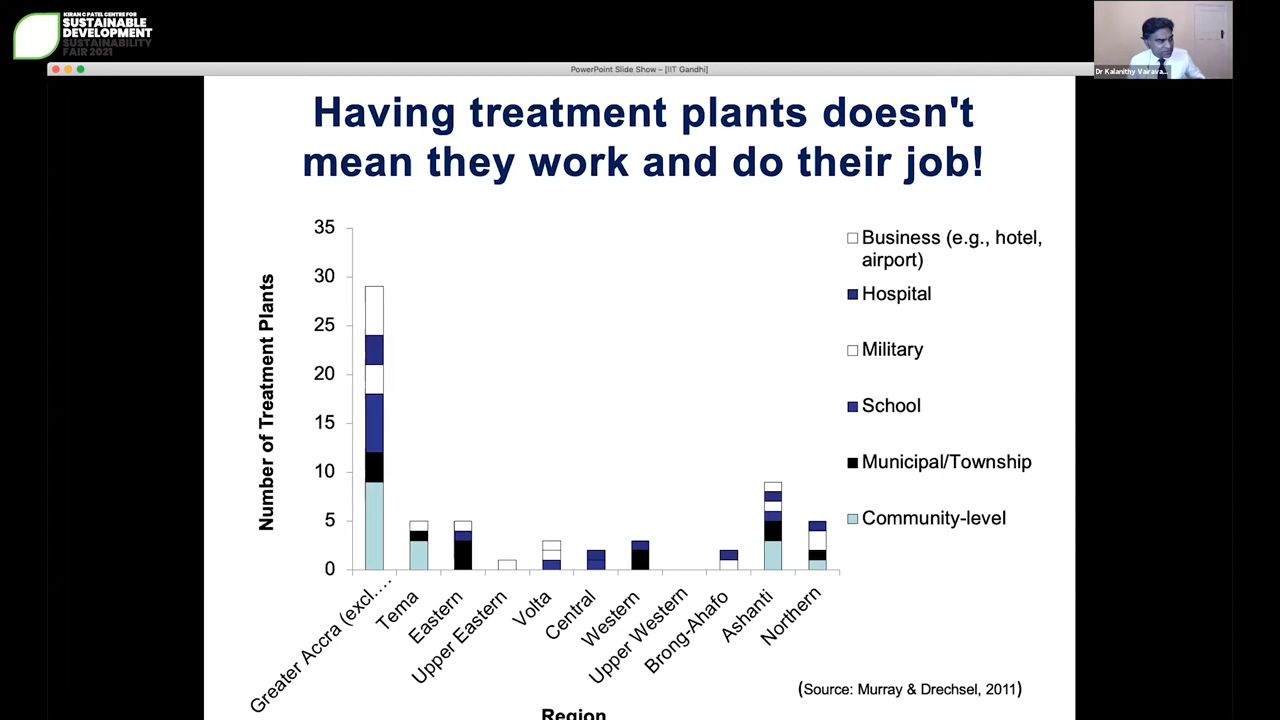 KIRAN C PATEL CENTRE FOR
SUSTAINABLE
DEVELOPMENT
SUSTAINABILITY
FAIR 2021
PowerPoint Slide Show – [IIT Gandhi]
Dr Kalanithy Vairava...
Having treatment plants doesn't
mean they work and do their job!
Number of Treatment Plants
35
30
25
20
15
10
5
0
Greater Accra (excl....
Tema
Eastern
Upper Eastern
Volta
Central
Western
Upper Western
Brong-Ahafo
Ashanti
Northern
Region
Business (e.g., hotel,
airport)
Hospital
Military
School
Municipal/Township
Community-level
(Source: Murray & Drechsel, 2011)